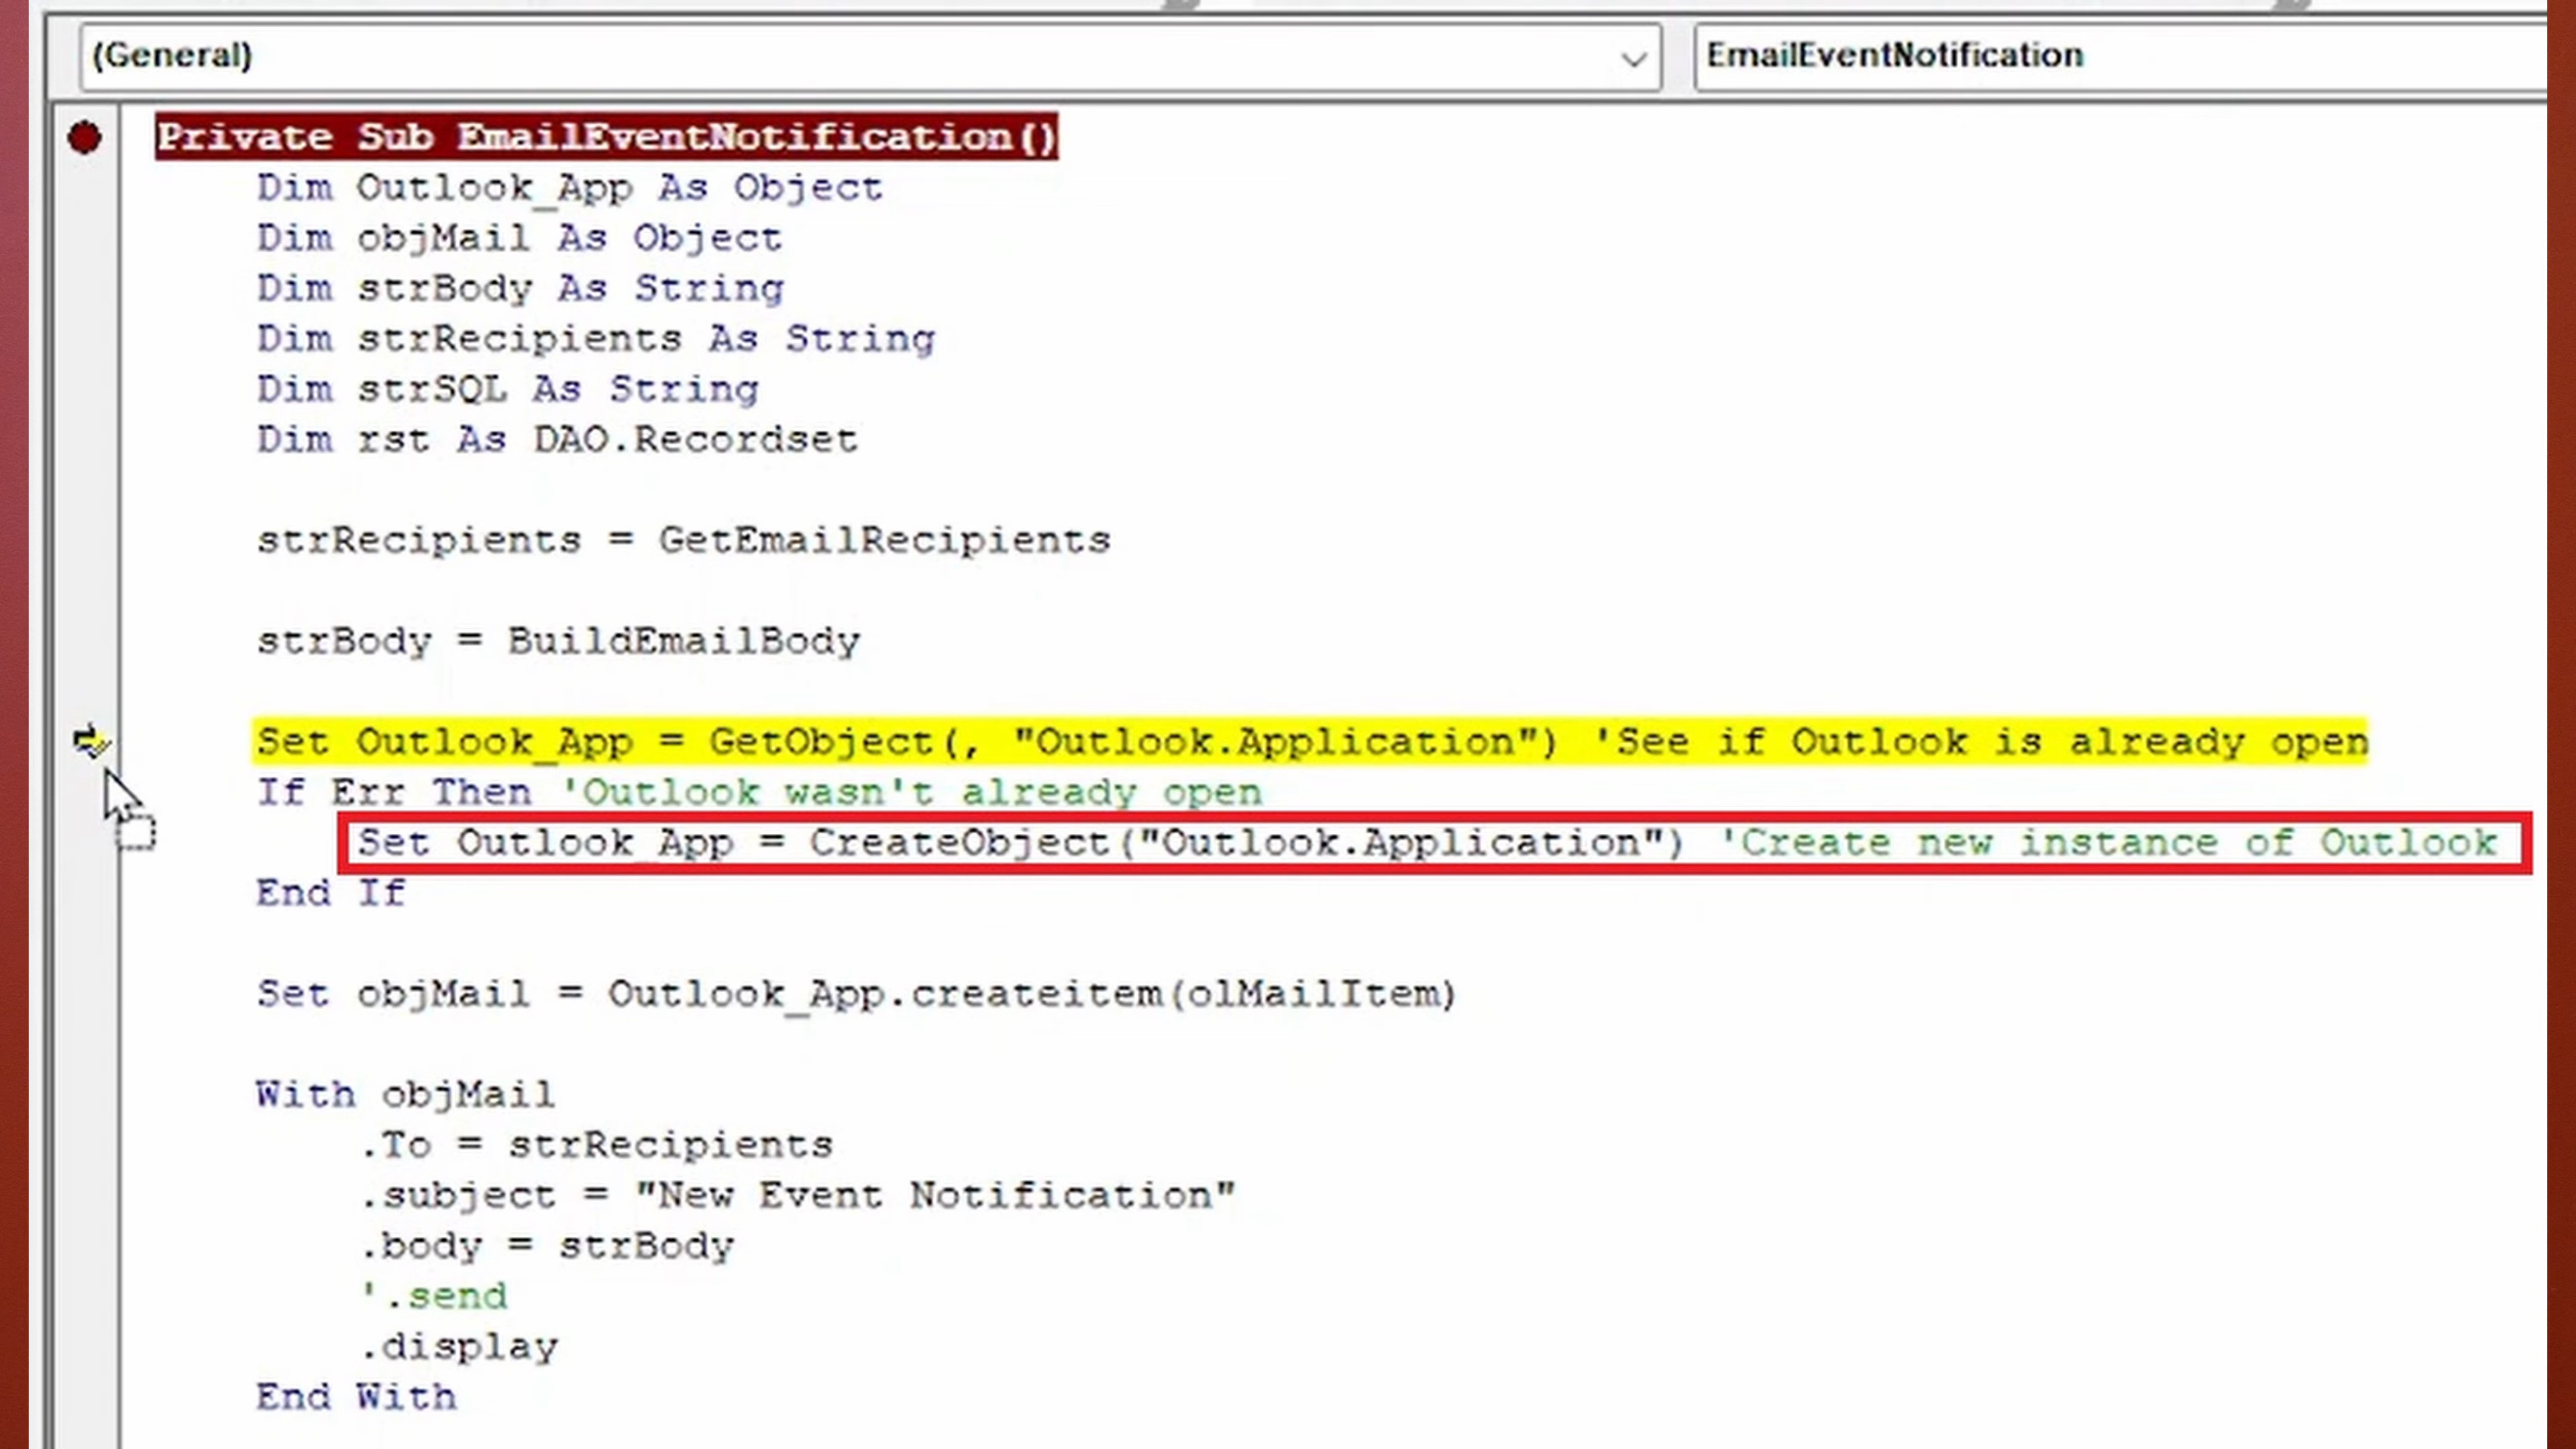 (General)
EmailEventNotification
Private Sub EmailEventNotification()
Dim Outlook_App As Object
Dim objMail As Object
Dim strBody As String
Dim strRecipients As String
Dim strSQL As String
Dim rst As DAO.Recordset
strRecipients = GetEmailRecipients
strBody = BuildEmailBody
Set Outlook_App = GetObject(, "Outlook.Application") 'See if Outlook is already open
If Err Then 'Outlook wasn't already open
Set Outlook_App = CreateObject("Outlook.Application") 'Create new instance of Outlook
End If
Set objMail = Outlook_App.createitem(olMailItem)
With objMail
.To = strRecipients
.subject = "New Event Notification"
.body = strBody
'.send
.display
End With